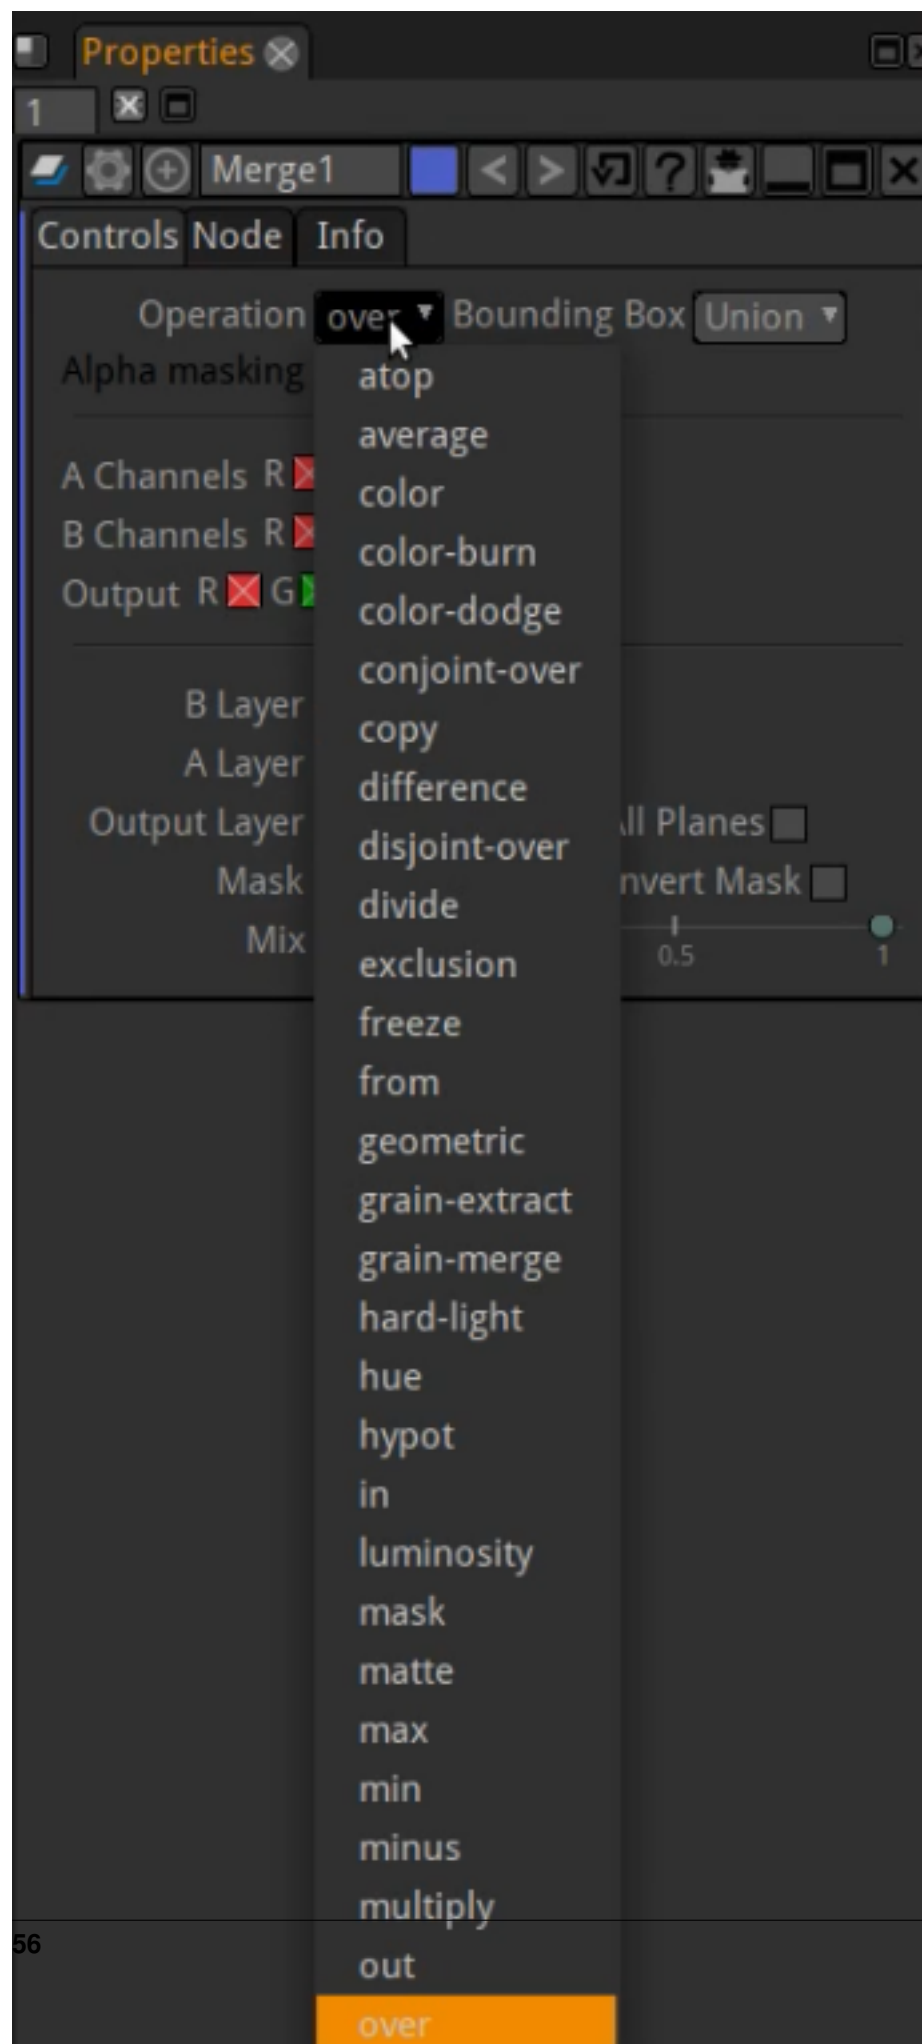 Properties
1
Merge1
Controls Node Info
Operation over Bounding Box Union
Alpha masking
atop
average
A Channels R
color
B Channels R
color-burn
Output R G
color-dodge
conjoint-over
B Layer
copy
A Layer
difference
Output Layer ll Planes
disjoint-over
Mask nvert Mask
divide
Mix 0.5 1
exclusion
freeze
from
geometric
grain-extract
grain-merge
hard-light
hue
hypot
in
luminosity
mask
matte
max
min
minus
multiply
56
out
over